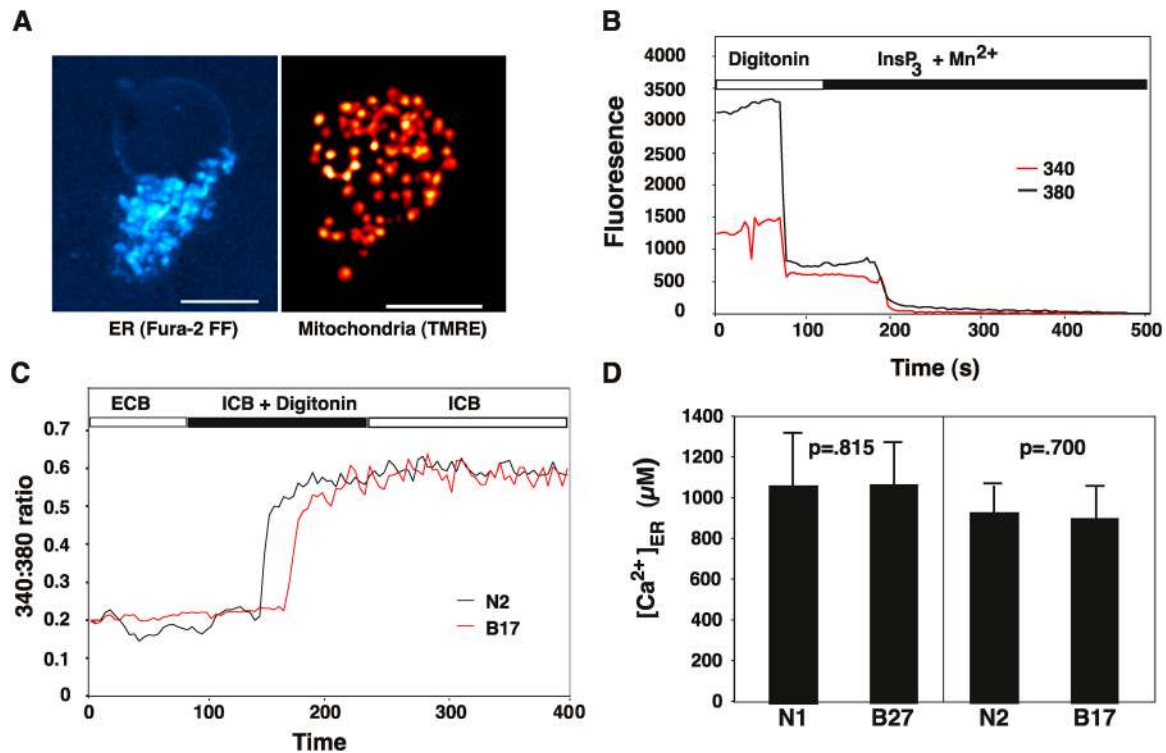 A
ER (Fura-2 FF)
Mitochondria (TMRE)
B
4000
3500
3000
2500
2000
1500
1000
500
0
Fluoresence
Digitonin
InsP3 + Mn2+
340
380
0
100
200
300
400
500
Time (s)
C
ECB
ICB + Digitonin
ICB
0.7
0.6
0.5
0.4
0.3
0.2
0.1
0
340:380 ratio
N2
B17
0
100
200
300
400
Time
D
1400
1200
1000
800
600
400
200
0
[Ca2+]ER (µM)
p=.815
p=.700
N1
B27
N2
B17